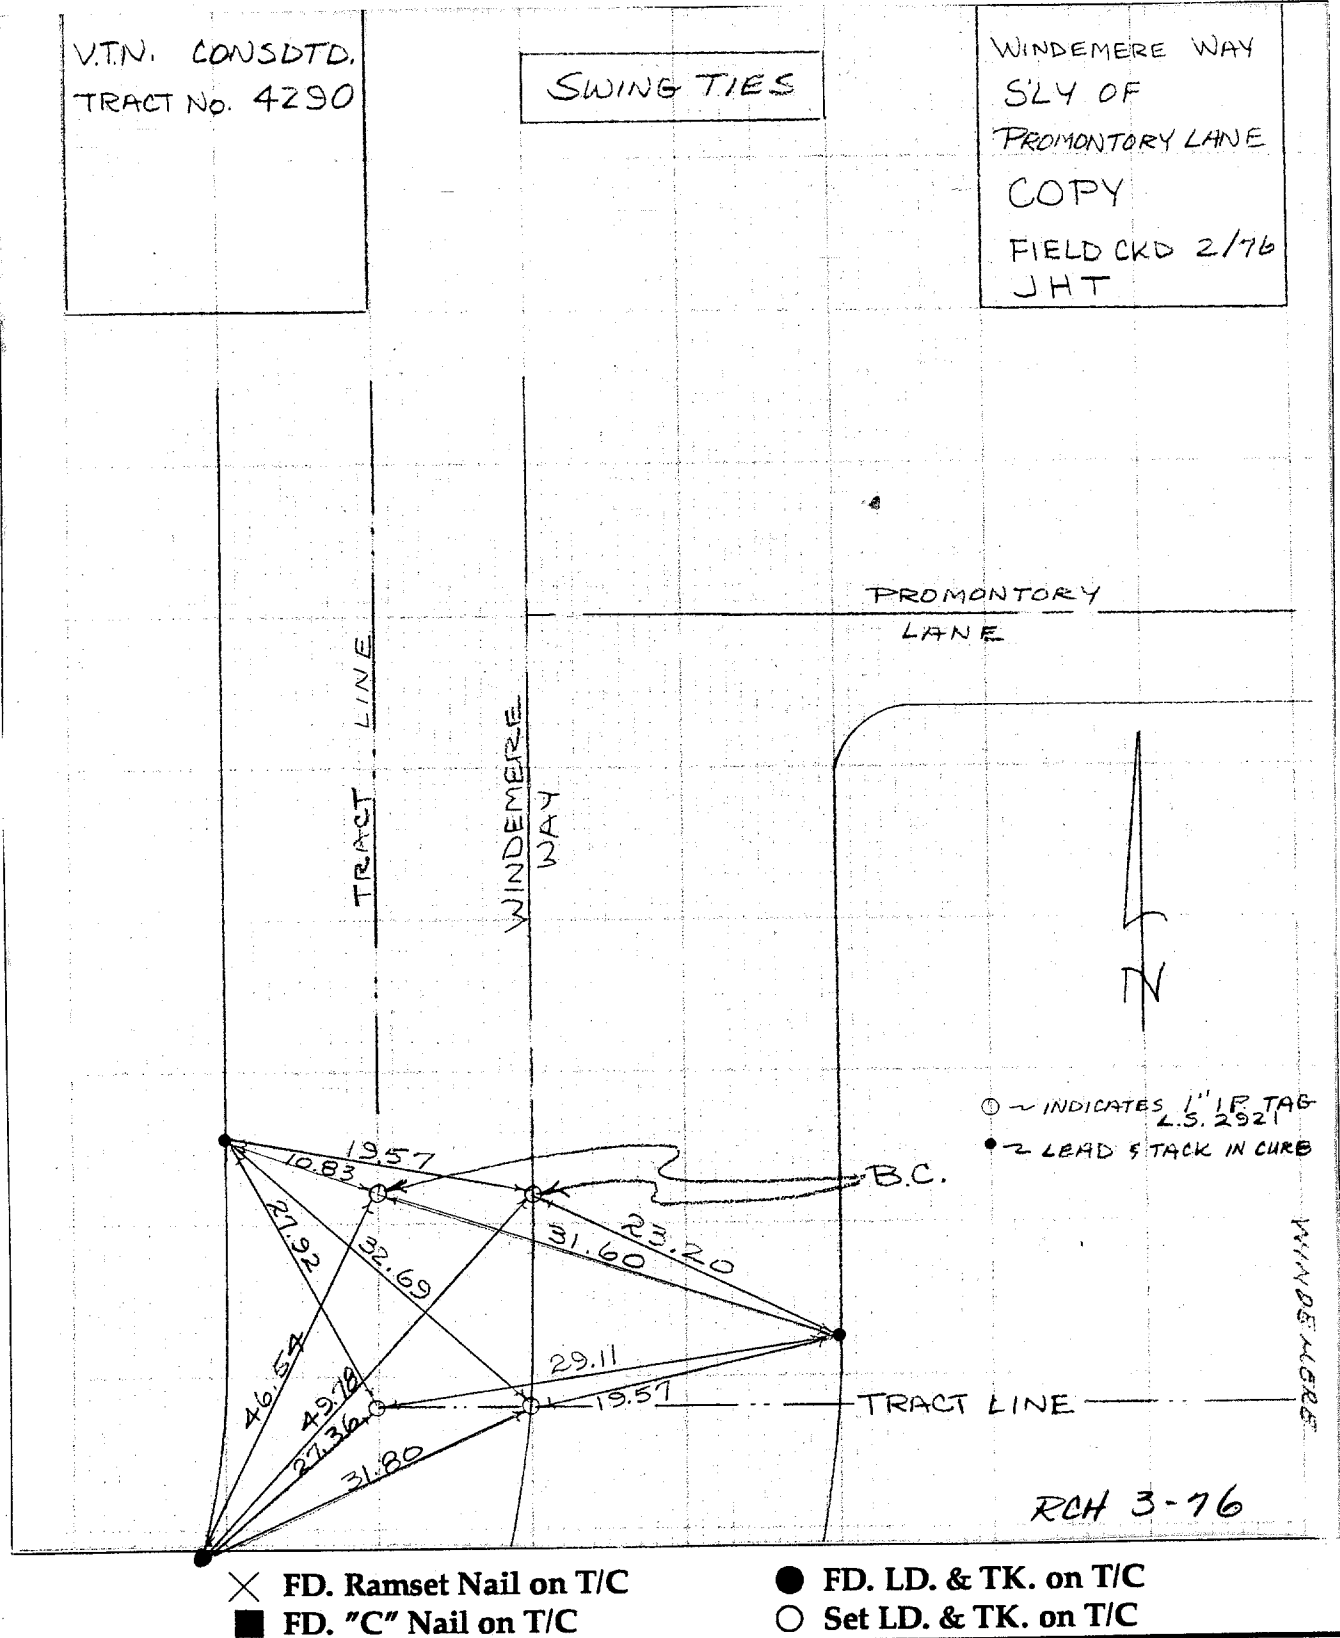 V.T.N. CONSDTD.
TRACT No. 4290
SWING TIES
WINDEMERE WAY
S'LY OF
PROMONTORY LANE
COPY
FIELD CKD 2/76
JHT
PROMONTORY
LANE
TRACT LINE
WINDEMERE
WAY
N
~ INDICATES 1" I.P. TAG
L.S. 2921
~ LEAD & TACK IN CURB
19.57
10.83
B.C.
27.92
32.69
23.20
31.60
46.54
49.78
27.36
31.80
29.11
19.57
TRACT LINE
WINDEMERE
RCH 3-76
FD. Ramset Nail on T/C
FD. "C" Nail on T/C
FD. LD. & TK. on T/C
Set LD. & TK. on T/C